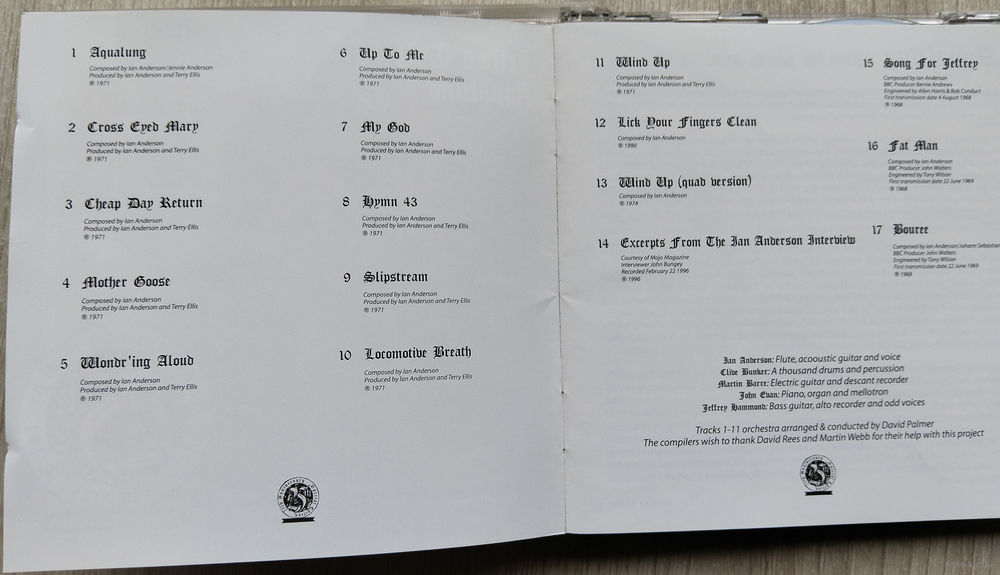 1 Aqualung
Composed by Ian Anderson/Jennie Anderson
Produced by Ian Anderson and Terry Ellis
℗ 1971
2 Cross Eyed Mary
Composed by Ian Anderson
Produced by Ian Anderson and Terry Ellis
℗ 1971
3 Cheap Day Return
Composed by Ian Anderson
Produced by Ian Anderson and Terry Ellis
℗ 1971
4 Mother Goose
Composed by Ian Anderson
Produced by Ian Anderson and Terry Ellis
℗ 1971
5 Wondr'ing Aloud
Composed by Ian Anderson
Produced by Ian Anderson and Terry Ellis
℗ 1971
6 Up To Me
Composed by Ian Anderson
Produced by Ian Anderson and Terry Ellis
℗ 1971
7 My God
Composed by Ian Anderson
Produced by Ian Anderson and Terry Ellis
℗ 1971
8 Hymn 43
Composed by Ian Anderson
Produced by Ian Anderson and Terry Ellis
℗ 1971
9 Slipstream
Composed by Ian Anderson
Produced by Ian Anderson and Terry Ellis
℗ 1971
10 Locomotive Breath
Composed by Ian Anderson
Produced by Ian Anderson and Terry Ellis
℗ 1971
11 Wind Up
Composed by Ian Anderson
Produced by Ian Anderson and Terry Ellis
℗ 1971
12 Lick Your Fingers Clean
Composed by Ian Anderson
℗ 1990
13 Wind Up (quad version)
Composed by Ian Anderson
℗ 1974
14 Excerpts From The Ian Anderson Interview
Courtesy of Mojo Magazine
Interviewer John Bungey
Recorded February 22 1996
℗ 1996
15 Song For Jeffrey
Composed by Ian Anderson
BBC Producer Bernie Andrews
Engineered by Allen Harris & Bob Conduct
First transmission date 4 August 1968
℗ 1968
16 Fat Man
Composed by Ian Anderson
BBC Producer John Walters
Engineered by Tony Wilson
First transmission date 22 June 1969
℗ 1968
17 Bouree
Composed by Ian Anderson/Johann Sebastian
BBC Producer John Walters
Engineered by Tony Wilson
First transmission date 22 June 1969
℗ 1968
Ian Anderson: Flute, acooustic guitar and voice
Clive Bunker: A thousand drums and percussion
Martin Barre: Electric guitar and descant recorder
John Evan: Piano, organ and mellotron
Jeffrey Hammond: Bass guitar, alto recorder and odd voices
Tracks 1-11 orchestra arranged & conducted by David Palmer
The compilers wish to thank David Rees and Martin Webb for their help with this project